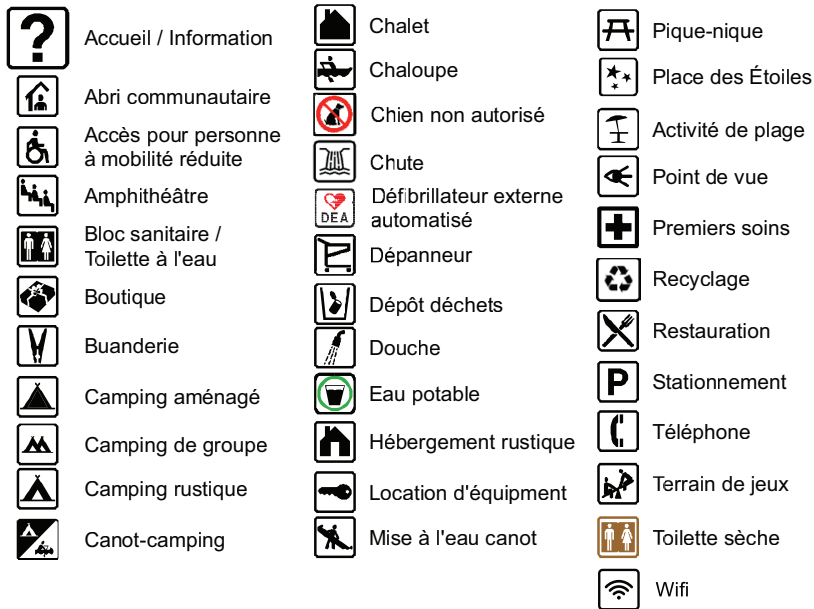 ?
Accueil / Information
Abri communautaire
Accès pour personne
à mobilité réduite
Amphithéâtre
Bloc sanitaire /
Toilette à l'eau
Boutique
Buanderie
Camping aménagé
Camping de groupe
Camping rustique
Canot-camping
Chalet
Chaloupe
Chien non autorisé
Chute
DEA
Défibrillateur externe
automatisé
Dépanneur
Dépôt déchets
Douche
Eau potable
Hébergement rustique
Location d'équipment
Mise à l'eau canot
Pique-nique
Place des Étoiles
Activité de plage
Point de vue
Premiers soins
Recyclage
Restauration
P
Stationnement
Téléphone
Terrain de jeux
Toilette sèche
Wifi